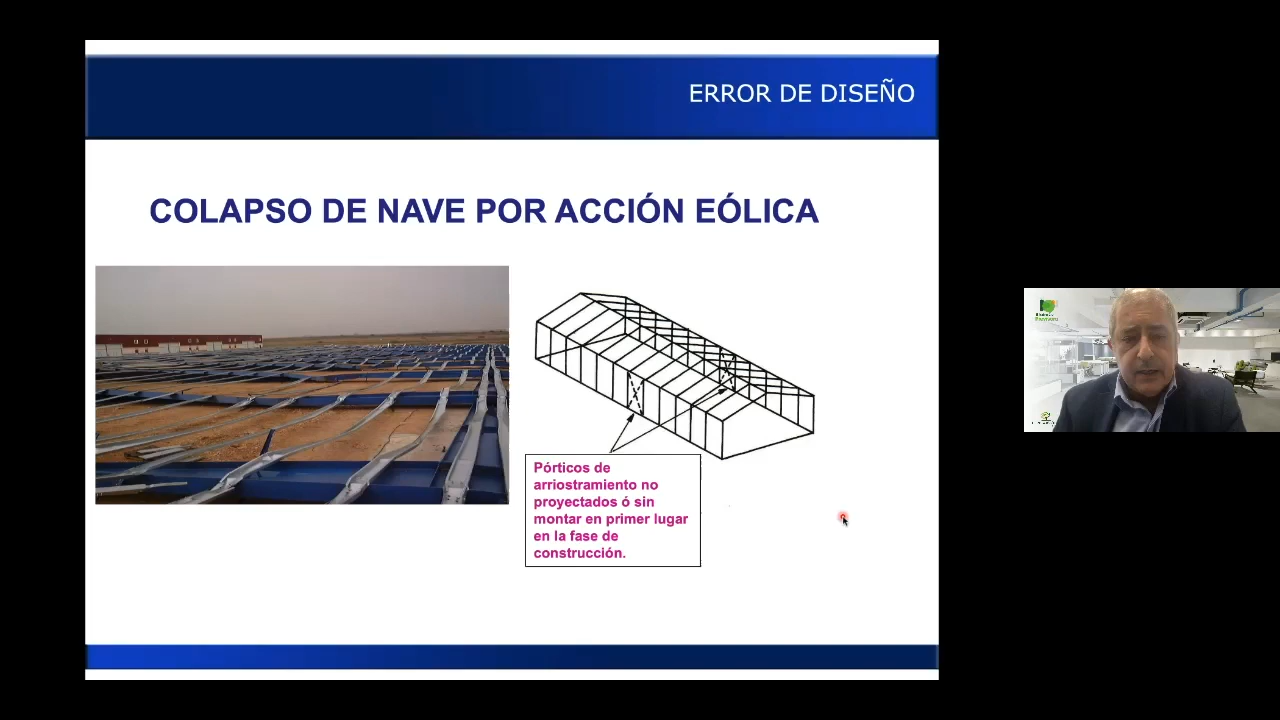 ERROR DE DISEÑO
COLAPSO DE NAVE POR ACCIÓN EÓLICA
Pórticos de
arriostramiento no
proyectados ó sin
montar en primer lugar
en la fase de
construcción.